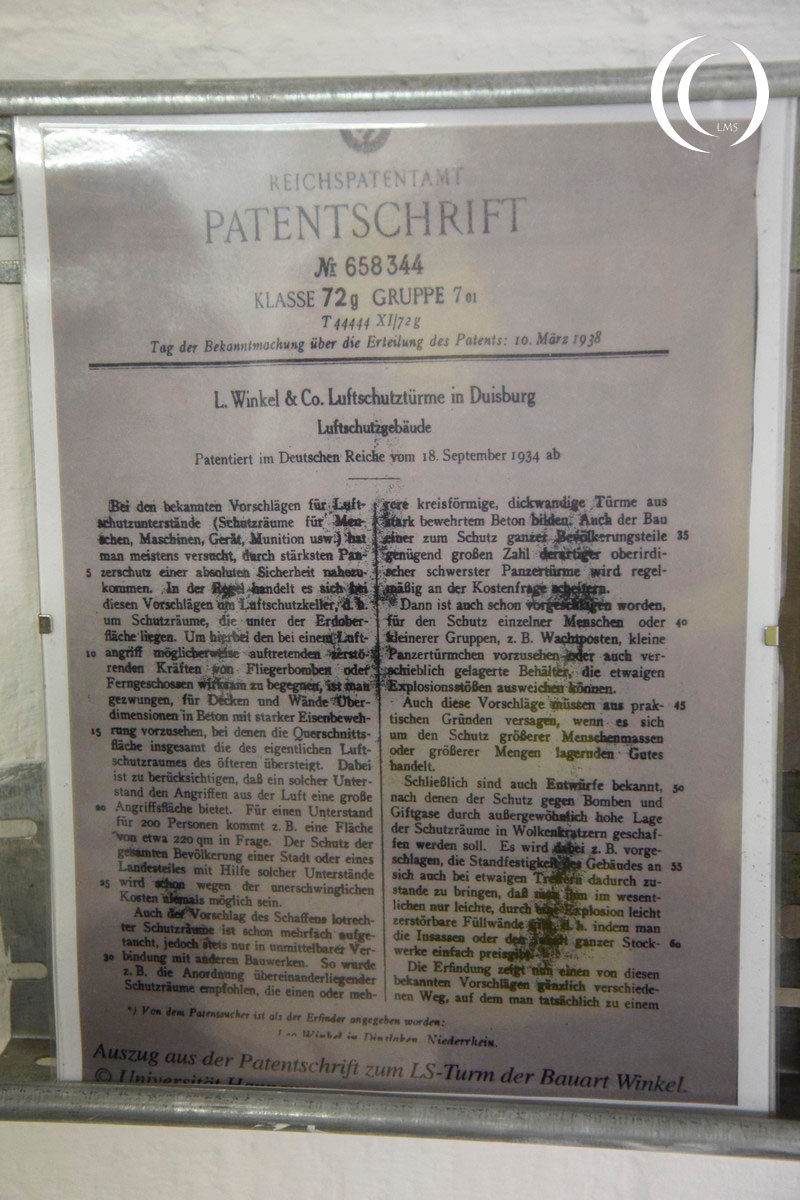 LMS
REICHSPATENTAMT
PATENTSCHRIFT
№ 658344
KLASSE 72g GRUPPE 7 01
T 44444 XI/72g
Tag der Bekanntmachung über die Erteilung des Patents: 10. März 1938
L. Winkel & Co. Luftschutztürme in Duisburg
Luftschutzgebäude
Patentiert im Deutschen Reiche vom 18. September 1934 ab
Bei den bekannten Vorschlägen für Luft-
schutzunterstände (Schutzräume für Men-
schen, Maschinen, Gerät, Munition usw.) hat
man meistens versucht, durch stärksten Pan-
5 zerschutz einer absoluten Sicherheit nahezu-
kommen. In der Regel handelt es sich bei
diesen Vorschlägen um Luftschutzkeller, d. h.
um Schutzräume, die unter der Erdober-
fläche liegen. Um hierbei den bei einem Luft-
10 angriff möglicherweise auftretenden zerstö-
renden Kräften von Fliegerbomben oder
Ferngeschossen wirksam zu begegnen, ist man
gezwungen, für Decken und Wände Über-
dimensionen in Beton mit starker Eisenbeweh-
15 rung vorzusehen, bei denen die Querschnitts-
fläche insgesamt die des eigentlichen Luft-
schutzraumes des öfteren übersteigt. Dabei
ist zu berücksichtigen, daß ein solcher Unter-
stand den Angriffen aus der Luft eine große
20 Angriffsfläche bietet. Für einen Unterstand
für 200 Personen kommt z. B. eine Fläche
von etwa 220 qm in Frage. Der Schutz der
gesamten Bevölkerung einer Stadt oder eines
Landesteiles mit Hilfe solcher Unterstände
25 wird schon wegen der unerschwinglichen
Kosten niemals möglich sein.
Auch der Vorschlag des Schaffens lotrech-
ter Schutzräume ist schon mehrfach aufge-
taucht, jedoch stets nur in unmittelbarer Ver-
30 bindung mit anderen Bauwerken. So wurde
z. B. die Anordnung übereinanderliegender
Schutzräume empfohlen, die einen oder meh-
rere kreisförmige, dickwandige Türme aus
stark bewehrtem Beton bilden. Auch der Bau
einer zum Schutz ganzer Bevölkerungsteile 35
genügend großen Zahl derartiger oberirdi-
scher schwerster Panzertürme wird regel-
mäßig an der Kostenfrage scheitern.
Dann ist auch schon vorgeschlagen worden,
für den Schutz einzelner Menschen oder 40
kleinerer Gruppen, z. B. Wachtposten, kleine
Panzertürmchen vorzusehen oder auch ver-
schieblich gelagerte Behälter, die etwaigen
Explosionsstößen ausweichen können.
Auch diese Vorschläge müssen aus prak- 45
tischen Gründen versagen, wenn es sich
um den Schutz größerer Menschenmassen
oder größerer Mengen lagernden Gutes
handelt.
Schließlich sind auch Entwürfe bekannt, 50
nach denen der Schutz gegen Bomben und
Giftgase durch außergewöhnlich hohe Lage
der Schutzräume in Wolkenkratzern geschaf-
fen werden soll. Es wird dabei z. B. vorge-
schlagen, die Standfestigkeit des Gebäudes an 55
sich auch bei etwaigen Treffern dadurch zu-
stande zu bringen, daß man ihm im wesent-
lichen nur leichte, durch eine Explosion leicht
zerstörbare Füllwände gibt, d. h. indem man
die Insassen oder den ganzer Stock- 60
werke einfach preisgibt.
Die Erfindung zeigt nun einen von diesen
bekannten Vorschlägen gänzlich verschiede-
nen Weg, auf dem man tatsächlich zu einem
*) Von dem Patentsucher ist als der Erfinder angegeben worden:
Leo Winkel in Dinslaken, Niederrhein.
Auszug aus der Patentschrift zum LS-Turm der Bauart Winkel.
© Universität